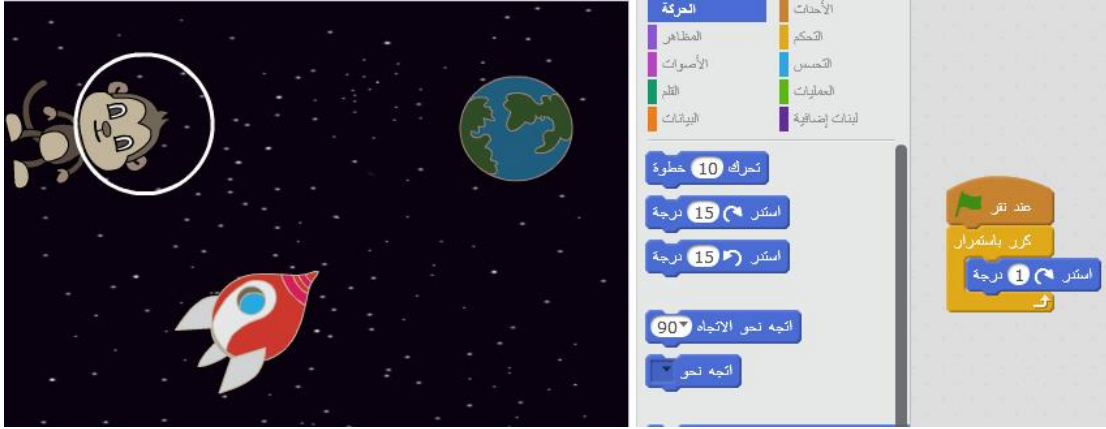 الحركة
الأحداث
المظاهر
التحكم
الأصوات
التحسس
القلم
العمليات
البيانات
لبنات إضافية
تحرك 10 خطوة
استدر 15 درجة
استدر 15 درجة
اتجه نحو الاتجاه 90
اتجه نحو
عند نقر
كرر باستمرار
استدر 1 درجة